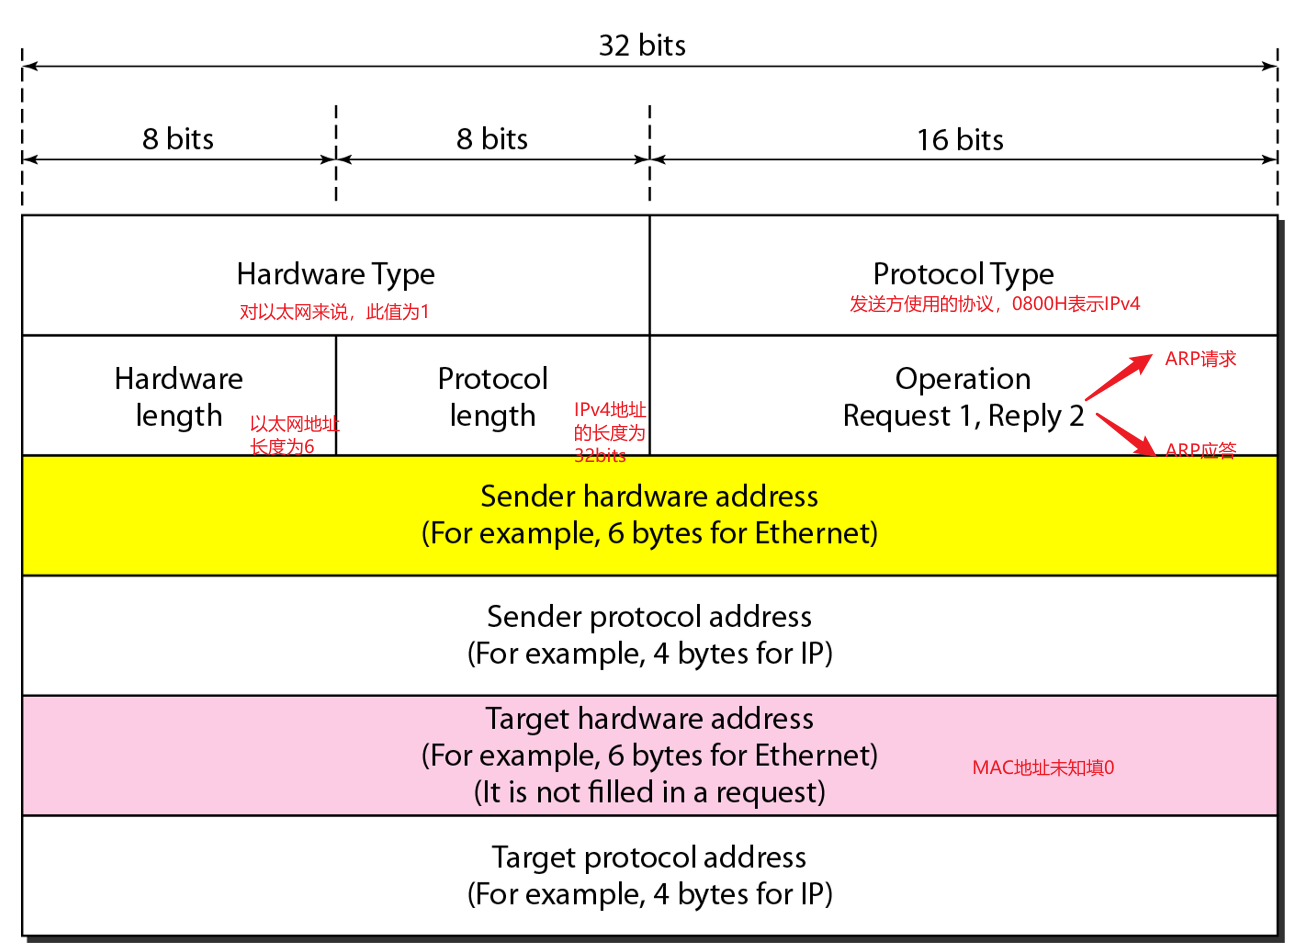 32 bits
8 bits
8 bits
16 bits
Hardware Type
对以太网来说，此值为1
Protocol Type
发送方使用的协议，0800H表示IPv4
Hardware
length
以太网地址
长度为6
Protocol
length
IPv4地址
的长度为
32bits
Operation
Request 1, Reply 2
ARP请求
ARP应答
Sender hardware address
(For example, 6 bytes for Ethernet)
Sender protocol address
(For example, 4 bytes for IP)
Target hardware address
(For example, 6 bytes for Ethernet)
(It is not filled in a request)
MAC地址未知填0
Target protocol address
(For example, 4 bytes for IP)